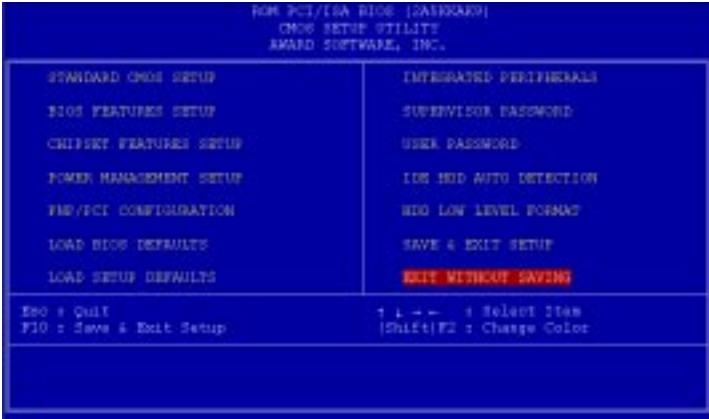 ROM PCI/ISA BIOS (2A5KKAK9)
CMOS SETUP UTILITY
AWARD SOFTWARE, INC.
STANDARD CMOS SETUP
BIOS FEATURES SETUP
CHIPSET FEATURES SETUP
POWER MANAGEMENT SETUP
PNP/PCI CONFIGURATION
LOAD BIOS DEFAULTS
LOAD SETUP DEFAULTS
INTEGRATED PERIPHERALS
SUPERVISOR PASSWORD
USER PASSWORD
IDE HDD AUTO DETECTION
HDD LOW LEVEL FORMAT
SAVE & EXIT SETUP
EXIT WITHOUT SAVING
Esc : Quit
F10 : Save & Exit Setup
↑ ↓ → ← : Select Item
(Shift)F2 : Change Color